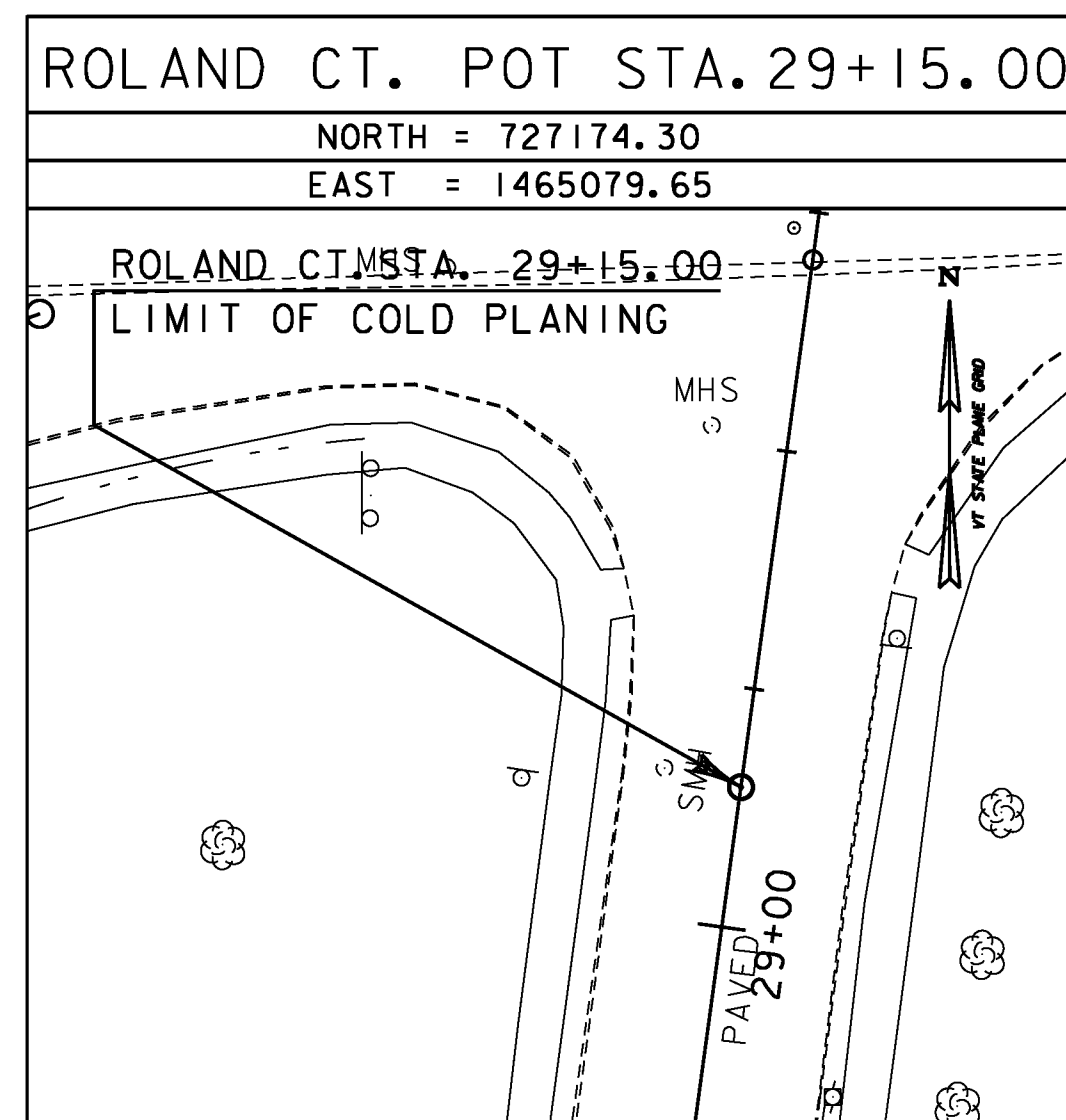 ROLAND CT. POT STA. 29+15.00
NORTH = 727174.30
EAST = 1465079.65
ROLAND CT. STA. 29+15.00
MHS
LIMIT OF COLD PLANING
N
VT STATE PLANE GRID
MHS
SMH
29+00
PAVED